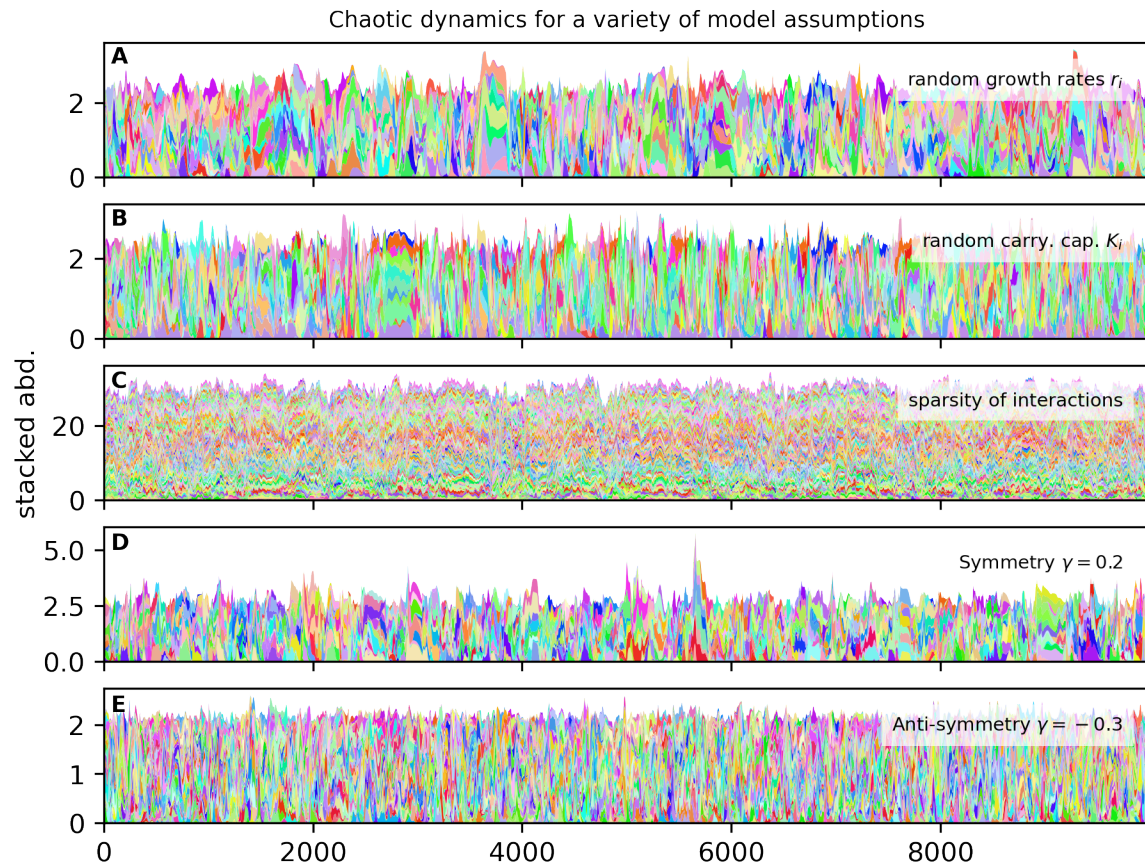 Chaotic dynamics for a variety of model assumptions
A
random growth rates rᵢ
2
0
B
random carry. cap. Kᵢ
2
0
stacked abd.
C
sparsity of interactions
20
0
D
Symmetry γ = 0.2
5.0
2.5
0.0
E
Anti-symmetry γ = −0.3
2
1
0
0 2000 4000 6000 8000